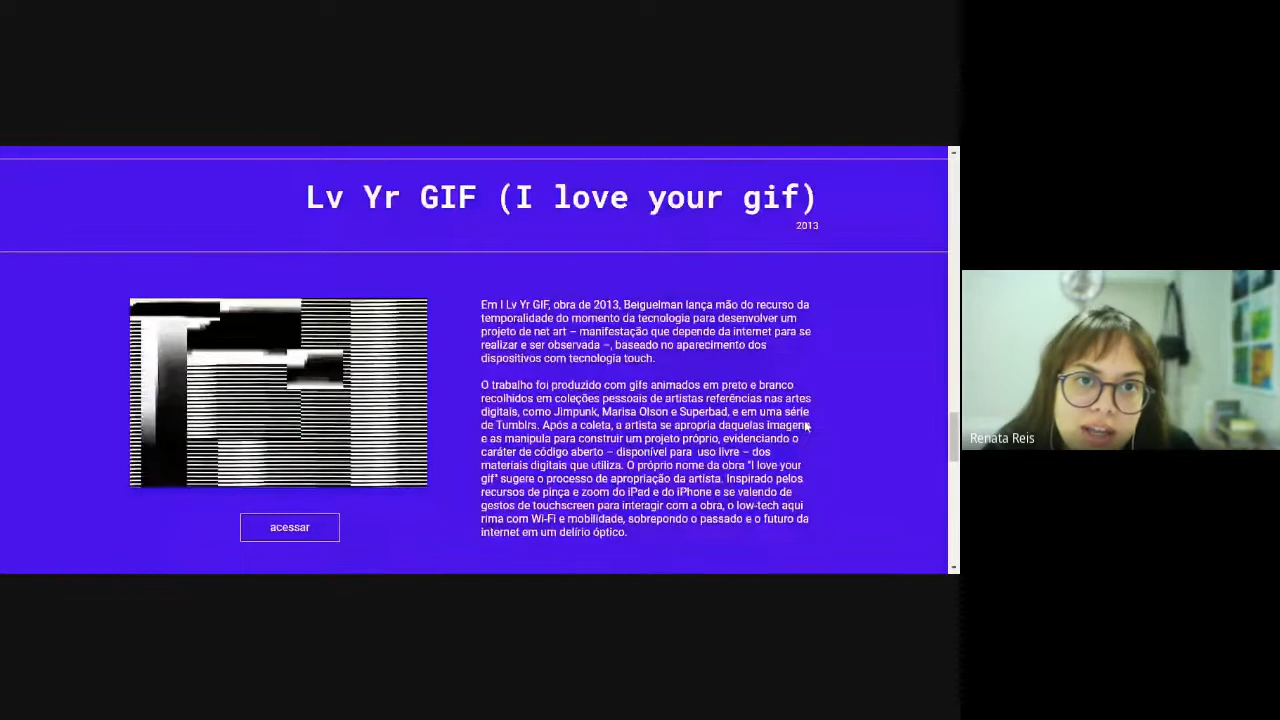 Lv Yr GIF (I love your gif)
2013
Em I Lv Yr GIF, obra de 2013, Beiguelman lança mão do recurso da
temporalidade do momento da tecnologia para desenvolver um
projeto de net art – manifestação que depende da internet para se
realizar e ser observada –, baseado no aparecimento dos
dispositivos com tecnologia touch.
O trabalho foi produzido com gifs animados em preto e branco
recolhidos em coleções pessoais de artistas referências nas artes
digitais, como Jimpunk, Marisa Olson e Superbad, e em uma série
de Tumblrs. Após a coleta, a artista se apropria daquelas imagens
e as manipula para construir um projeto próprio, evidenciando o
caráter de código aberto – disponível para uso livre – dos
materiais digitais que utiliza. O próprio nome da obra "I love your
gif" sugere o processo de apropriação da artista. Inspirado pelos
recursos de pinça e zoom do iPad e do iPhone e se valendo de
gestos de touchscreen para interagir com a obra, o low-tech aqui
rima com Wi-Fi e mobilidade, sobrepondo o passado e o futuro da
internet em um delírio óptico.
acessar
Renata Reis